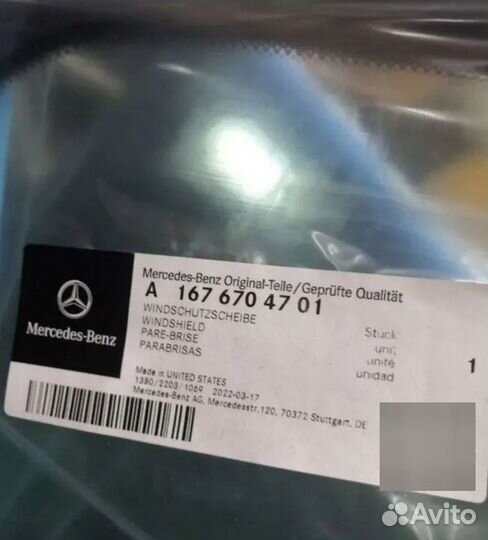 Mercedes-Benz Original-Teile/Geprüfte Qualität
A 167 670 47 01
WINDSCHUTZSCHEIBE
WINDSHIELD
PARE-BRISE
PARABRISAS
Stück
unit
unité
unidad
1
Mercedes-Benz
Made in UNITED STATES
1380/2203/1069 2022-03-17
Mercedes-Benz AG, Mercedesstr.120, 70372 Stuttgart, DE
Avito